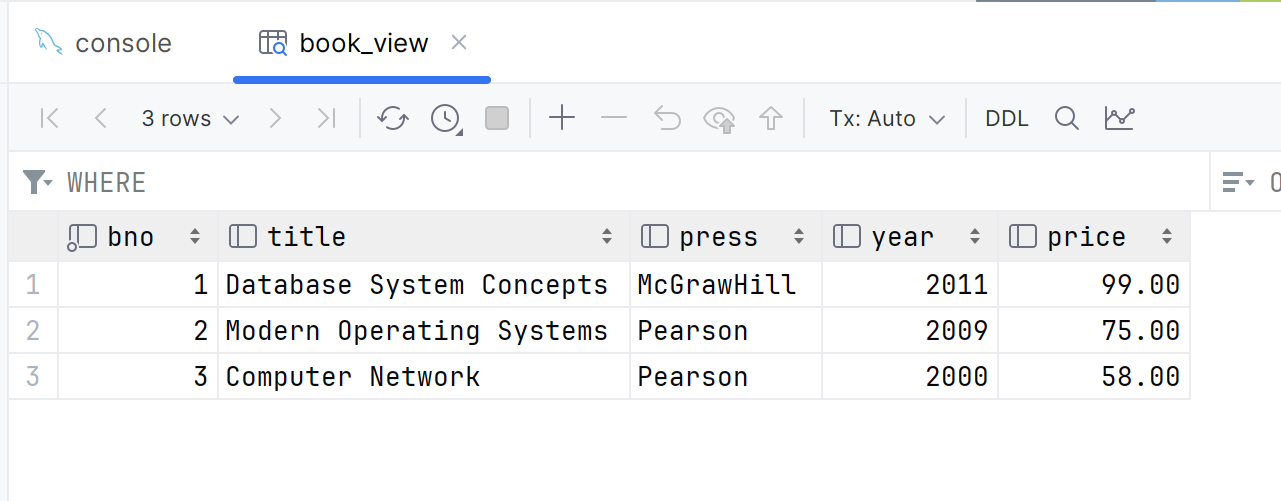 console book_view
3 rows Tx: Auto DDL
WHERE O
bno title press year price
1 1 Database System Concepts McGrawHill 2011 99.00
2 2 Modern Operating Systems Pearson 2009 75.00
3 3 Computer Network Pearson 2000 58.00